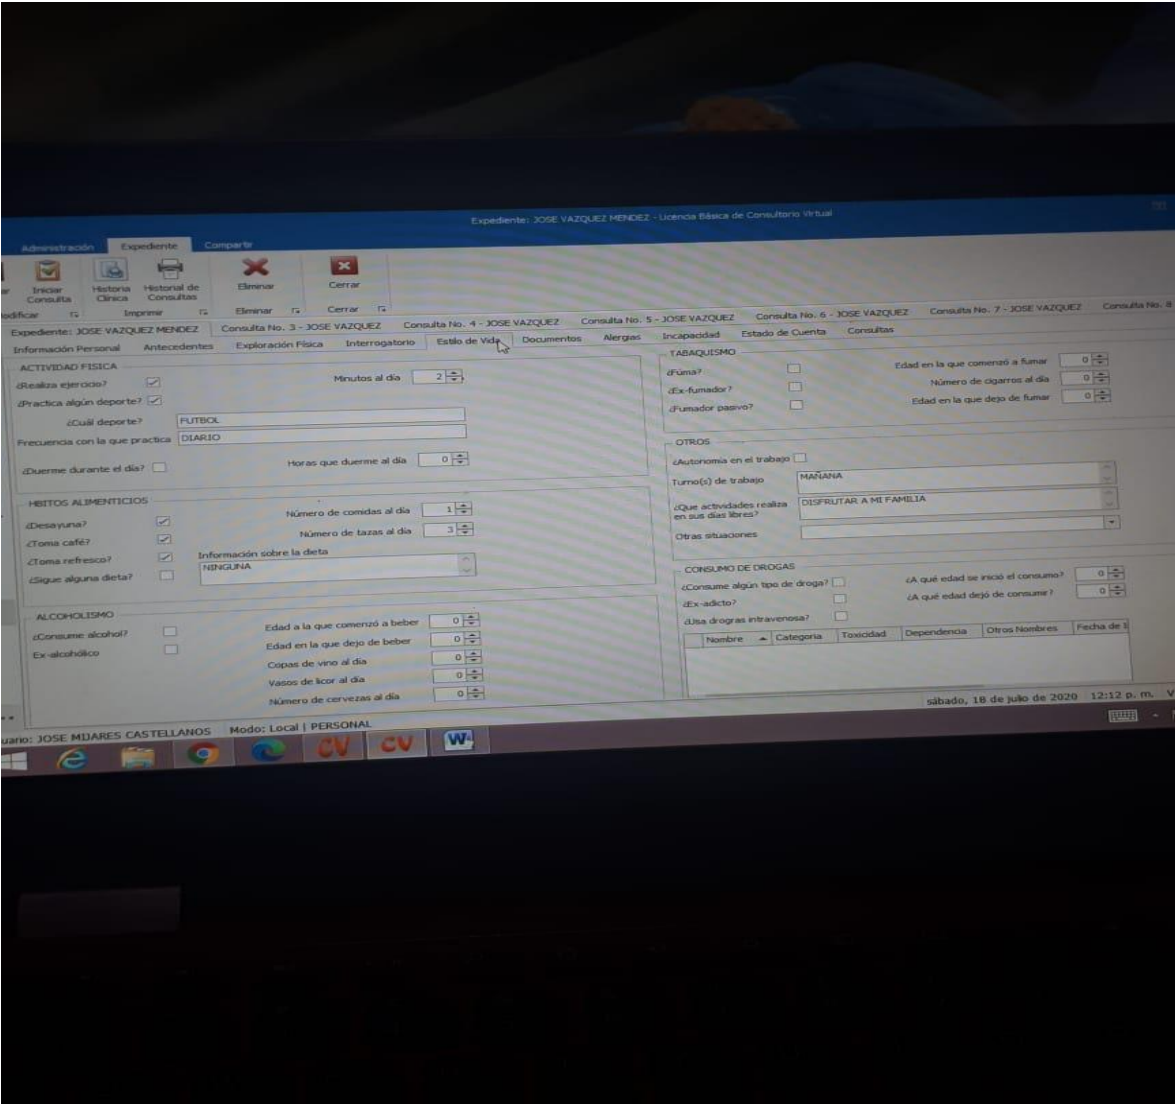 Expediente: JOSE VAZQUEZ MENDEZ - Licencia Básica de Consultorio Virtual
Administración Expediente Compartir
Iniciar Consulta
Historia Clínica
Historial de Consultas
Eliminar
Cerrar
Imprimir Eliminar Cerrar
Expediente: JOSE VAZQUEZ MENDEZ Consulta No. 3 - JOSE VAZQUEZ Consulta No. 4 - JOSE VAZQUEZ Consulta No. 5 - JOSE VAZQUEZ Consulta No. 6 - JOSE VAZQUEZ Consulta No. 7 - JOSE VAZQUEZ Consulta No. 8
Información Personal Antecedentes Exploración Física Interrogatorio Estilo de Vida Documentos Alergias Incapacidad Estado de Cuenta Consultas
ACTIVIDAD FISICA
¿Realiza ejercicio? Minutos al día 2
¿Practica algún deporte?
¿Cuál deporte? FUTBOL
Frecuencia con la que practica DIARIO
¿Duerme durante el día? Horas que duerme al día 0
HBITOS ALIMENTICIOS
¿Desayuna? Número de comidas al día 1
¿Toma café? Número de tazas al día 3
¿Toma refresco? Información sobre la dieta
¿Sigue alguna dieta? NINGUNA
ALCOHOLISMO
¿Consume alcohol? Edad a la que comenzó a beber 0
Ex-alcohólico Edad en la que dejo de beber 0
Copas de vino al día 0
Vasos de licor al día 0
Número de cervezas al día 0
TABAQUISMO
¿Fúma? Edad en la que comenzó a fumar 0
¿Ex-fumador? Número de cigarros al día 0
¿Fumador pasivo? Edad en la que dejo de fumar 0
OTROS
¿Autonomía en el trabajo
Turno(s) de trabajo MAÑANA
¿Que actividades realiza en sus días libres? DISFRUTAR A MI FAMILIA
Otras situaciones
CONSUMO DE DROGAS
¿Consume algún tipo de droga? ¿A qué edad se inició el consumo? 0
¿Ex-adicto? ¿A qué edad dejó de consumir? 0
¿Usa drogras intravenosa?
Nombre Categoria Toxicidad Dependencia Otros Nombres Fecha de I
sábado, 18 de julio de 2020 12:12 p. m.
uario: JOSE MIJARES CASTELLANOS Modo: Local | PERSONAL
CV CV W